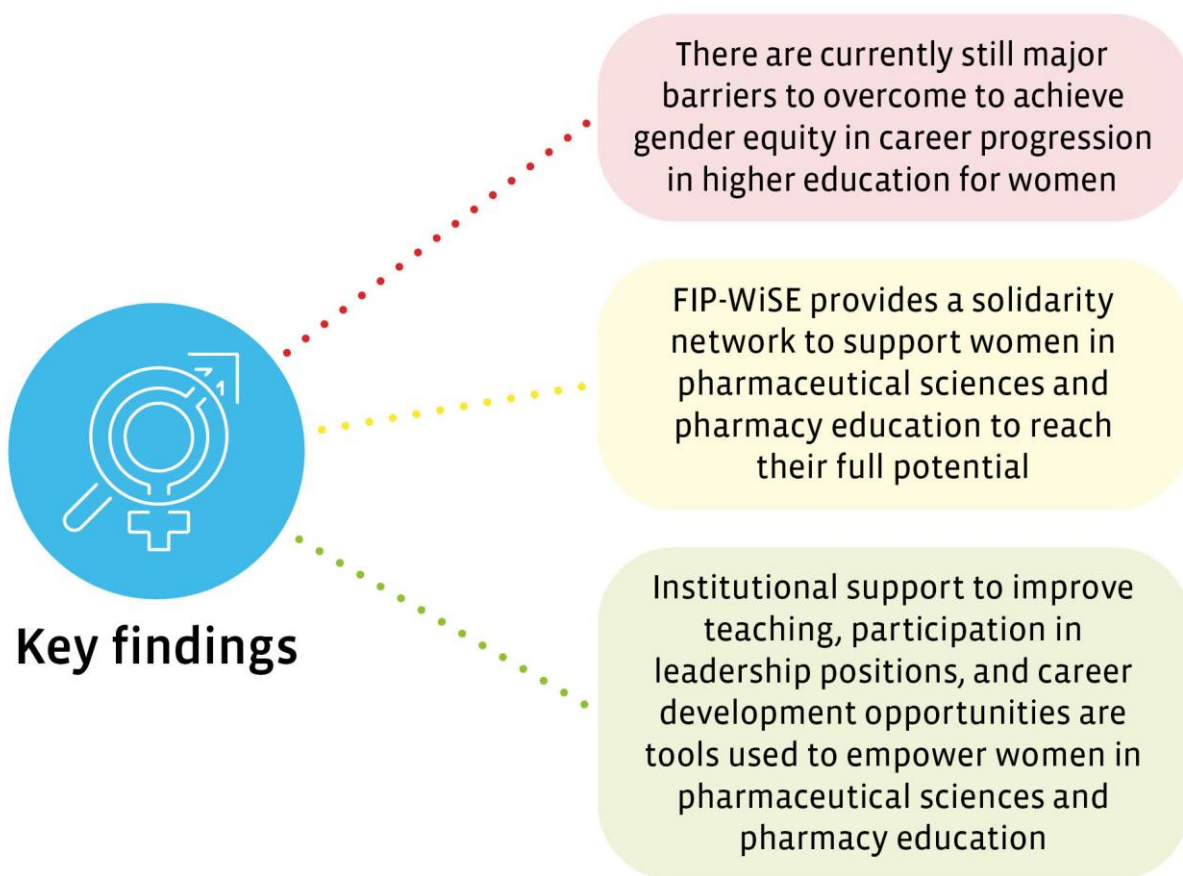 There are currently still major
barriers to overcome to achieve
gender equity in career progression
in higher education for women
FIP-WiSE provides a solidarity
network to support women in
pharmaceutical sciences and
pharmacy education to reach
their full potential
Key findings
Institutional support to improve
teaching, participation in
leadership positions, and career
development opportunities are
tools used to empower women in
pharmaceutical sciences and
pharmacy education